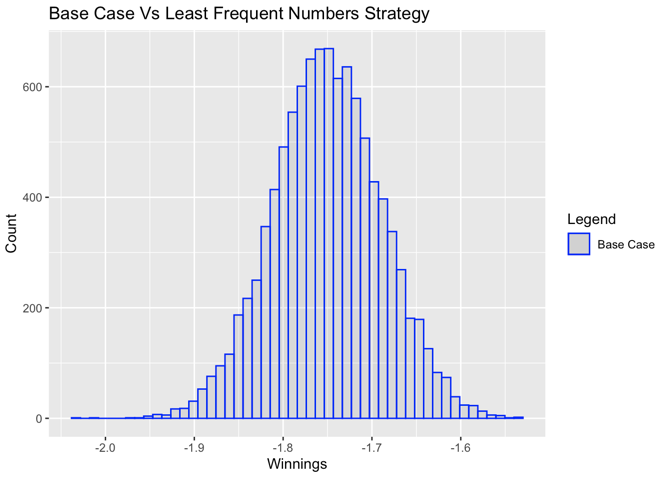 Base Case Vs Least Frequent Numbers Strategy
600
400
200
0
Count
-2.0 -1.9 -1.8 -1.7 -1.6
Winnings
Legend
Base Case